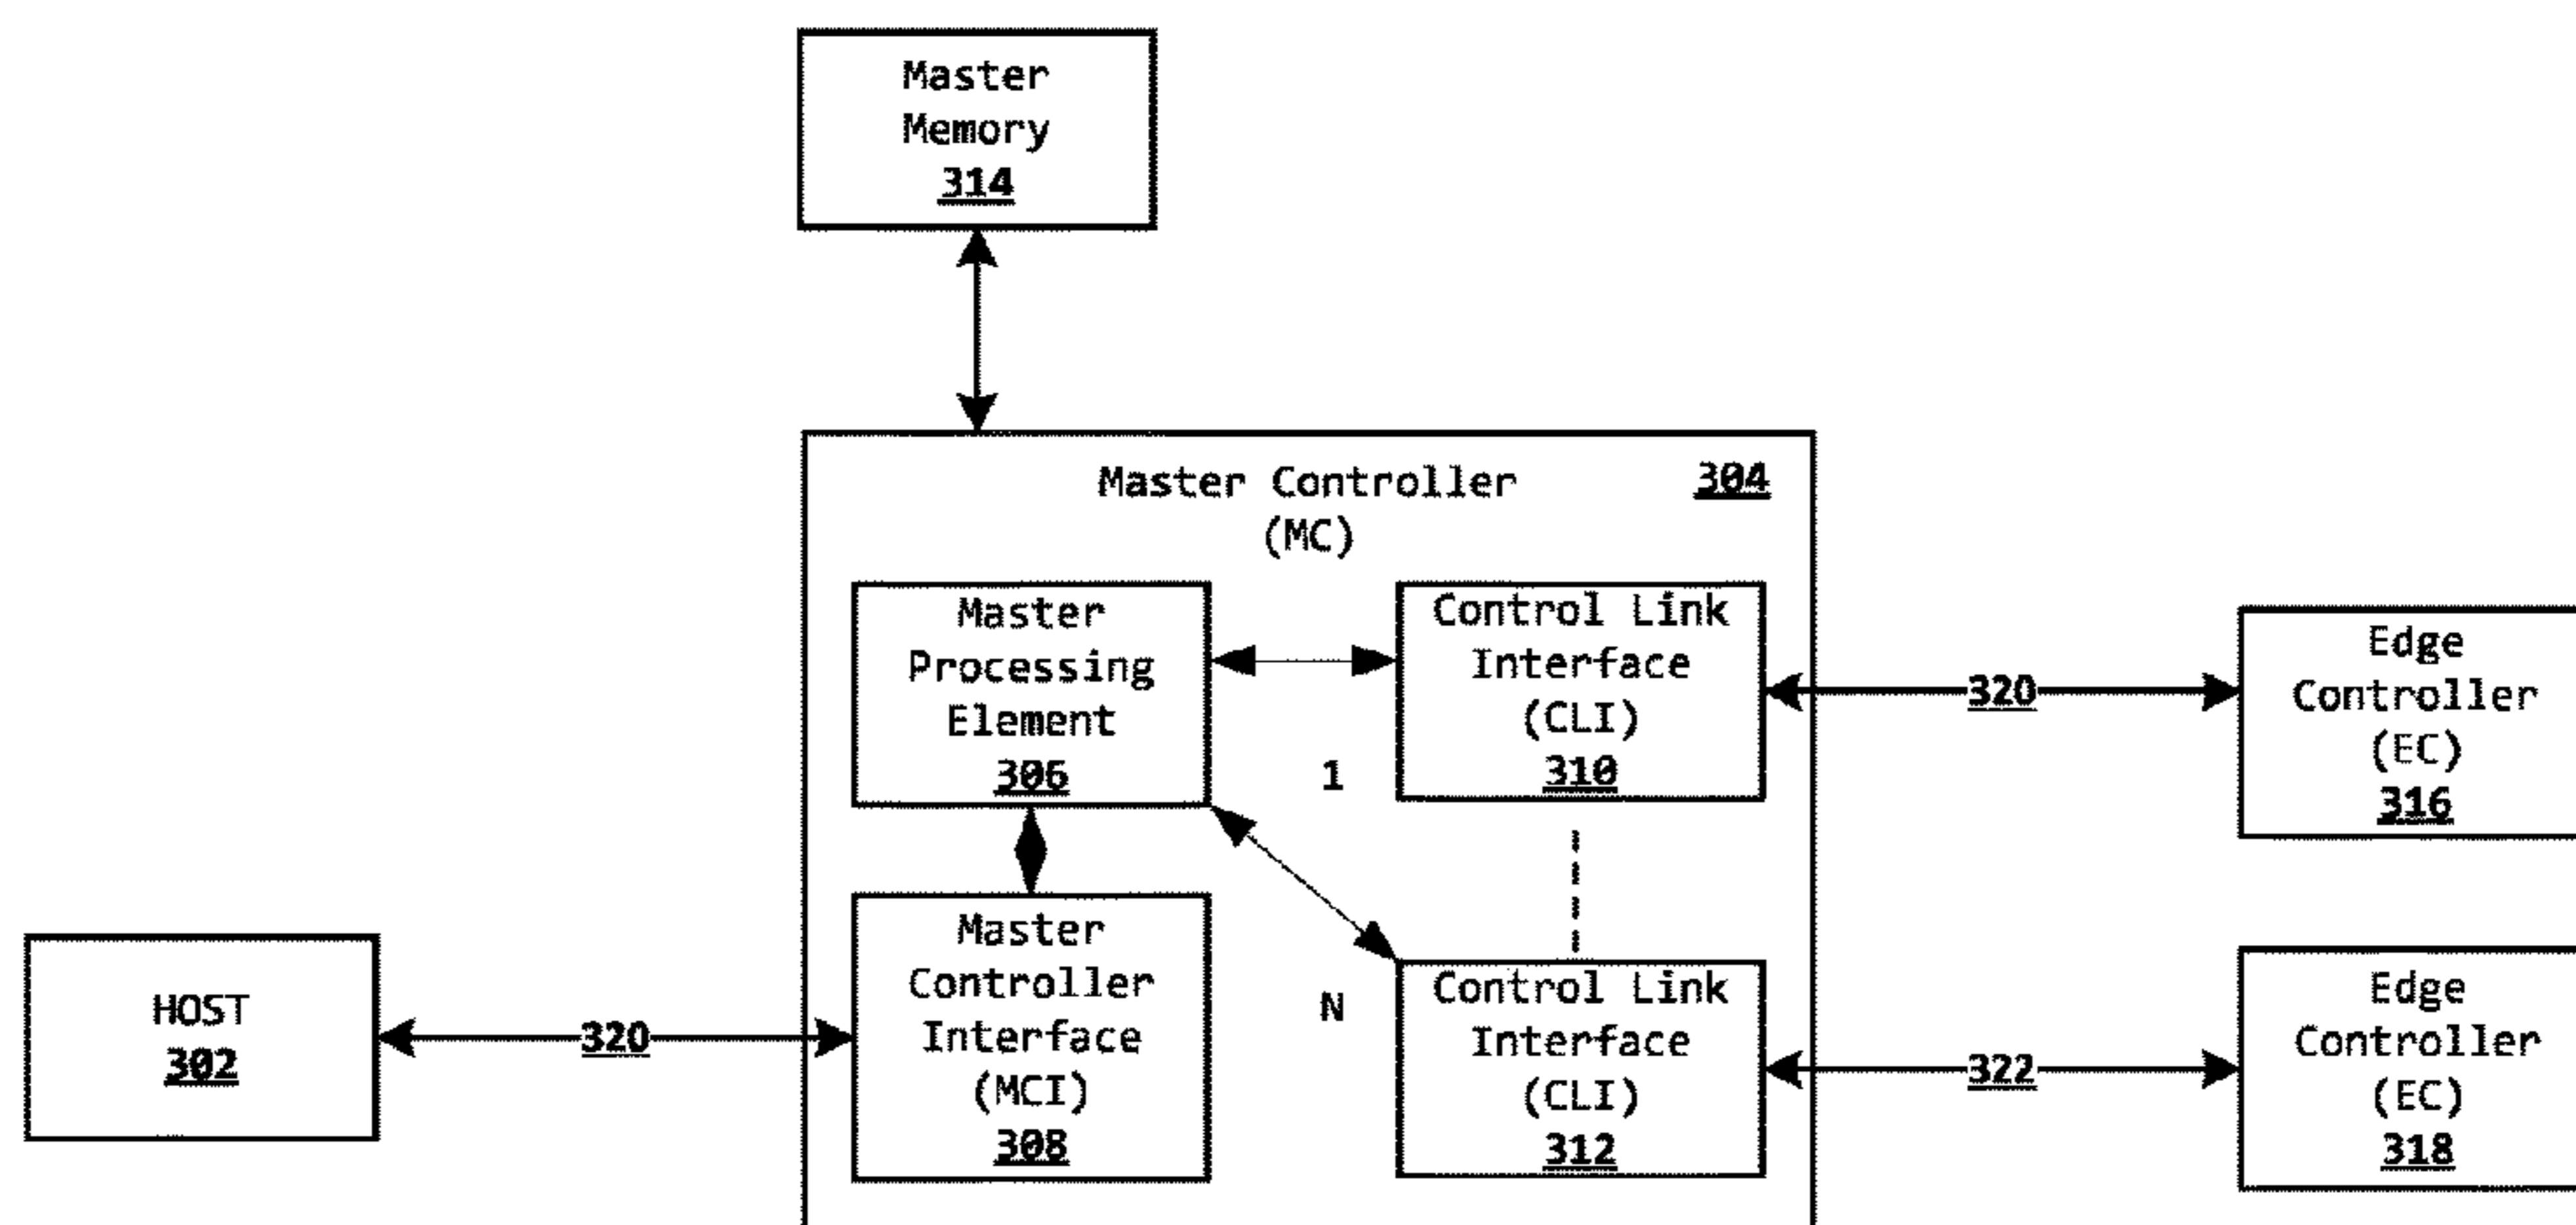 Master
Memory
314
Master Controller
304
(MC)
Master
Processing
Element
306
Control Link
Interface
(CLI)
310
1
320
Edge
Controller
(EC)
316
HOST
302
320
Master
Controller
Interface
(MCI)
308
N
Control Link
Interface
(CLI)
312
322
Edge
Controller
(EC)
318